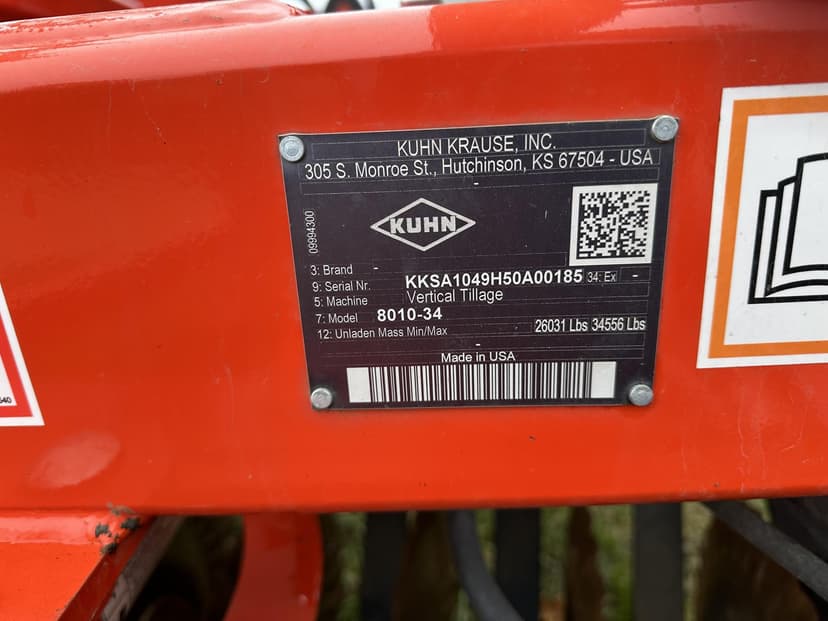 KUHN KRAUSE, INC.
305 S. Monroe St., Hutchinson, KS 67504 - USA
-
09994300
KUHN
3: Brand -
9: Serial Nr. KKSA1049H50A00185 34: Ex -
5: Machine Vertical Tillage
7: Model 8010-34
12: Unladen Mass Min/Max 26031 Lbs 34556 Lbs
-
Made in USA